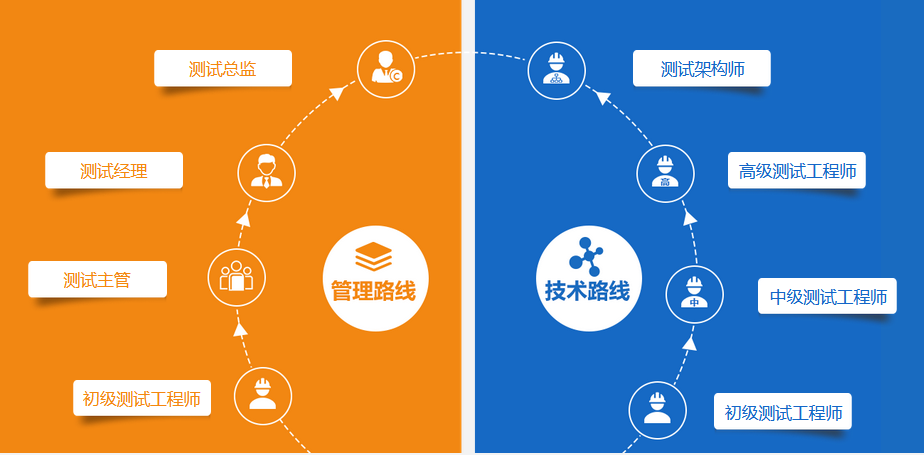 测试总监
测试经理
测试主管
初级测试工程师
管理路线
C
测试架构师
高级测试工程师
高
中级测试工程师
中
初级测试工程师
技术路线